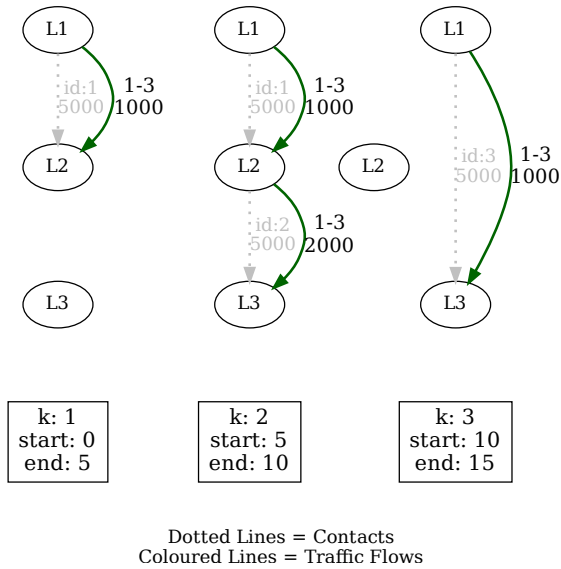 L1
id:1
5000
1-3
1000
L2
L3
k: 1
start: 0
end: 5
L1
id:1
5000
1-3
1000
L2
id:2
5000
1-3
2000
L3
k: 2
start: 5
end: 10
L1
L2
id:3
5000
1-3
1000
L3
k: 3
start: 10
end: 15
Dotted Lines = Contacts
Coloured Lines = Traffic Flows